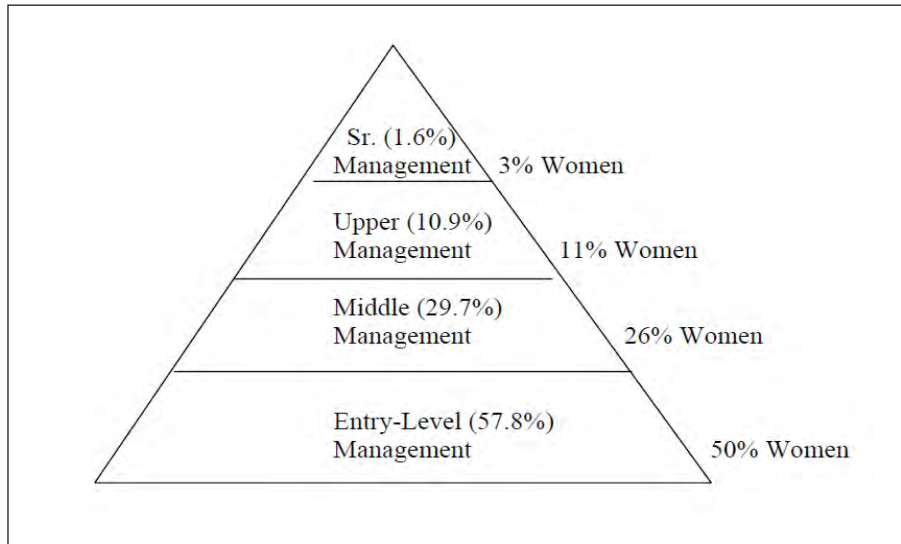 Sr. (1.6%)
Management
3% Women
Upper (10.9%)
Management
11% Women
Middle (29.7%)
Management
26% Women
Entry-Level (57.8%)
Management
50% Women